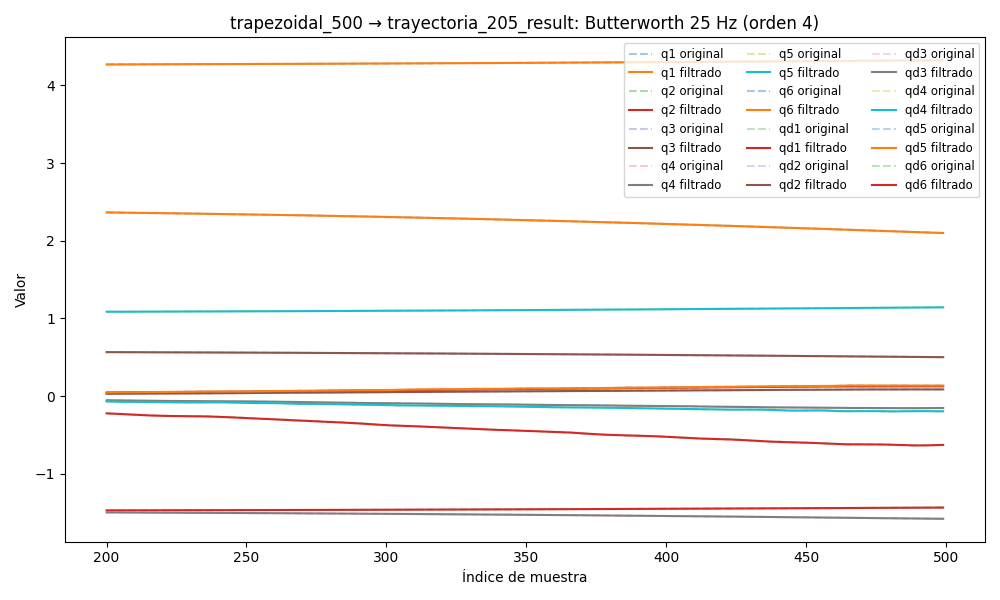 trapezoidal_500 → trayectoria_205_result: Butterworth 25 Hz (orden 4)
q1 original
q1 filtrado
q2 original
q2 filtrado
q3 original
q3 filtrado
q4 original
q4 filtrado
q5 original
q5 filtrado
q6 original
q6 filtrado
qd1 original
qd1 filtrado
qd2 original
qd2 filtrado
qd3 original
qd3 filtrado
qd4 original
qd4 filtrado
qd5 original
qd5 filtrado
qd6 original
qd6 filtrado
4
3
2
1
0
−1
Valor
200
250
300
350
400
450
500
Índice de muestra